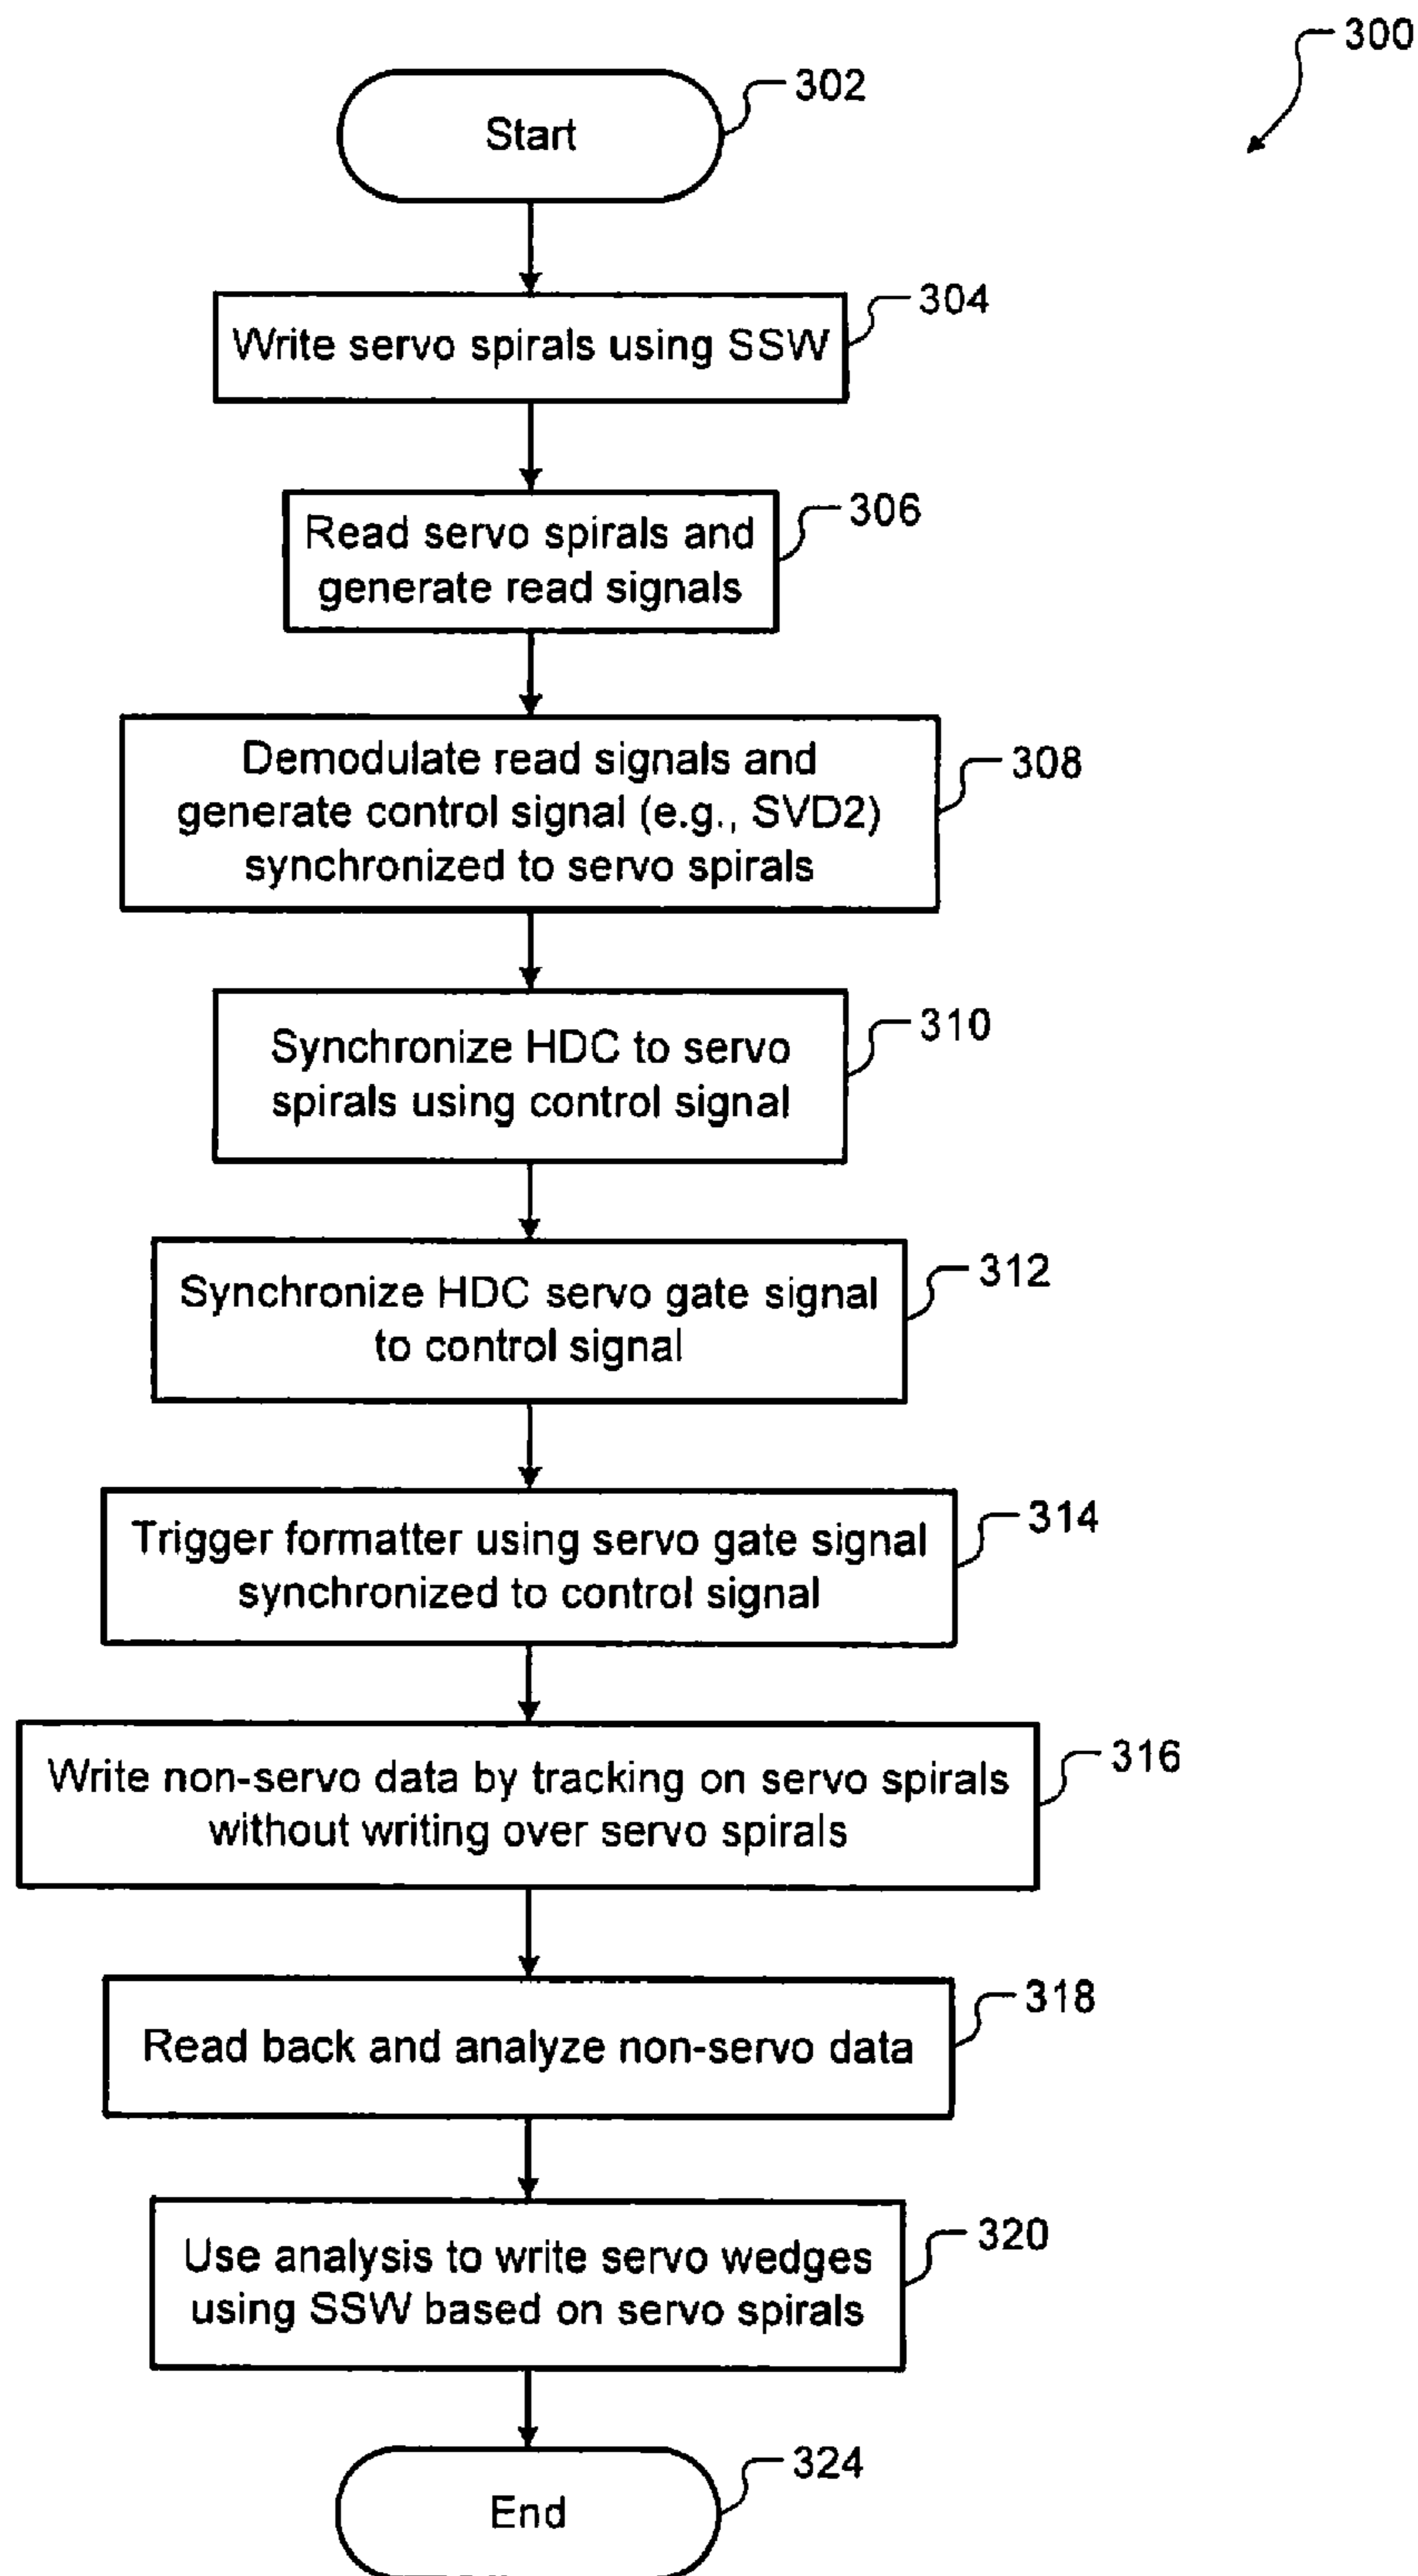 300
302
Start
304
Write servo spirals using SSW
306
Read servo spirals and
generate read signals
308
Demodulate read signals and
generate control signal (e.g., SVD2)
synchronized to servo spirals
310
Synchronize HDC to servo
spirals using control signal
312
Synchronize HDC servo gate signal
to control signal
314
Trigger formatter using servo gate signal
synchronized to control signal
316
Write non-servo data by tracking on servo spirals
without writing over servo spirals
318
Read back and analyze non-servo data
320
Use analysis to write servo wedges
using SSW based on servo spirals
324
End